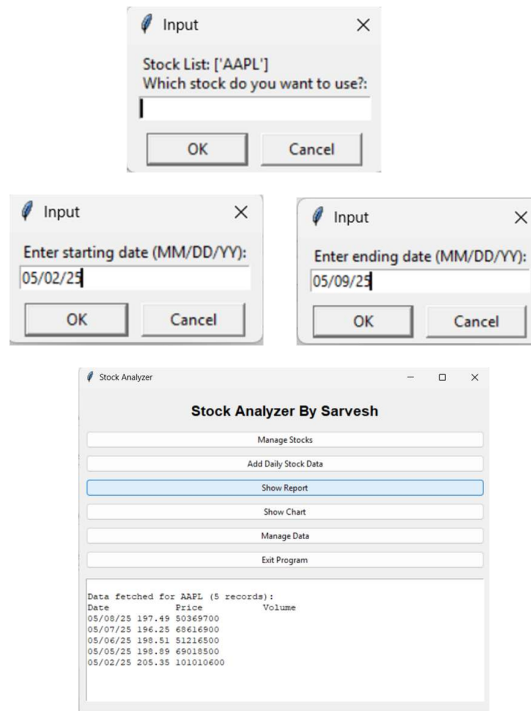 Input
Stock List: ['AAPL']
Which stock do you want to use?:
OK Cancel
Input
Enter starting date (MM/DD/YY):
05/02/25
OK Cancel
Input
Enter ending date (MM/DD/YY):
05/09/25
OK Cancel
Stock Analyzer
Stock Analyzer By Sarvesh
Manage Stocks
Add Daily Stock Data
Show Report
Show Chart
Manage Data
Exit Program
Data fetched for AAPL (5 records):
Date Price Volume
05/08/25 197.49 50369700
05/07/25 196.25 68616900
05/06/25 198.51 51216500
05/05/25 198.89 69018500
05/02/25 205.35 101010600